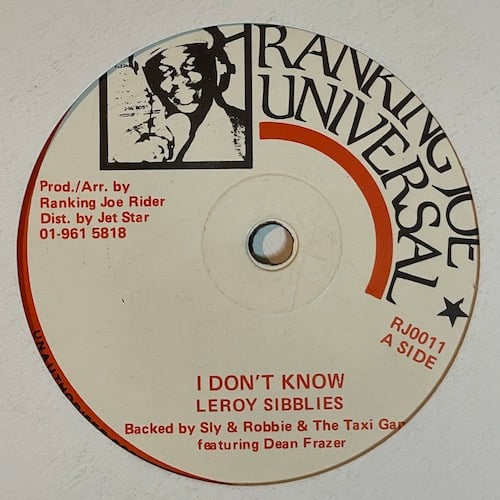 RANKING JOE
UNIVERSAL
Prod./Arr. by
Ranking Joe Rider
Dist. by Jet Star
01-961 5818
RJ0011
A SIDE
I DON'T KNOW
LEROY SIBBLIES
Backed by Sly & Robbie & The Taxi Gan
featuring Dean Frazer